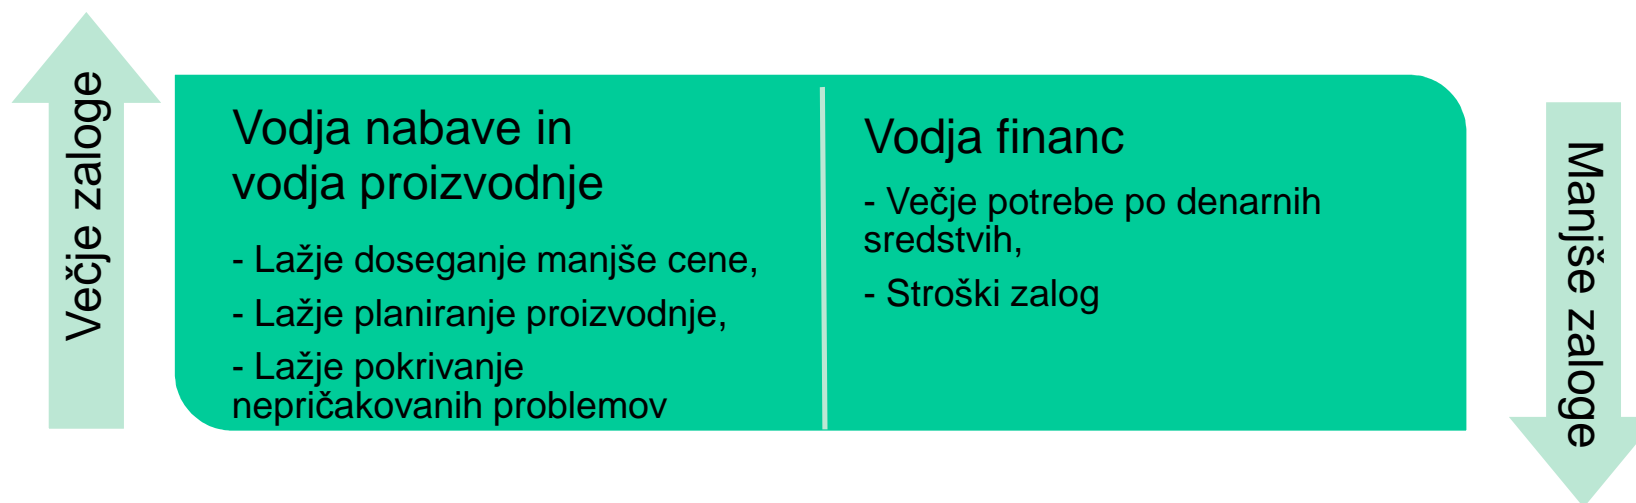 Večje zaloge
Vodja nabave in
vodja proizvodnje
- Lažje doseganje manjše cene,
- Lažje planiranje proizvodnje,
- Lažje pokrivanje
nepričakovanih problemov
Vodja financ
- Večje potrebe po denarnih
sredstvih,
- Stroški zalog
Manjše zaloge